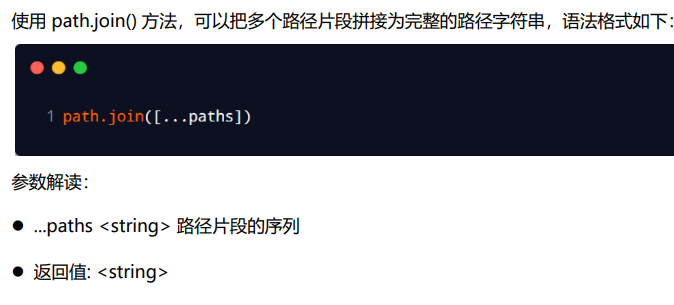 使用 path.join() 方法，可以把多个路径片段拼接为完整的路径字符串，语法格式如下：
1 path.join([...paths])
参数解读：
● ...paths <string> 路径片段的序列
● 返回值: <string>